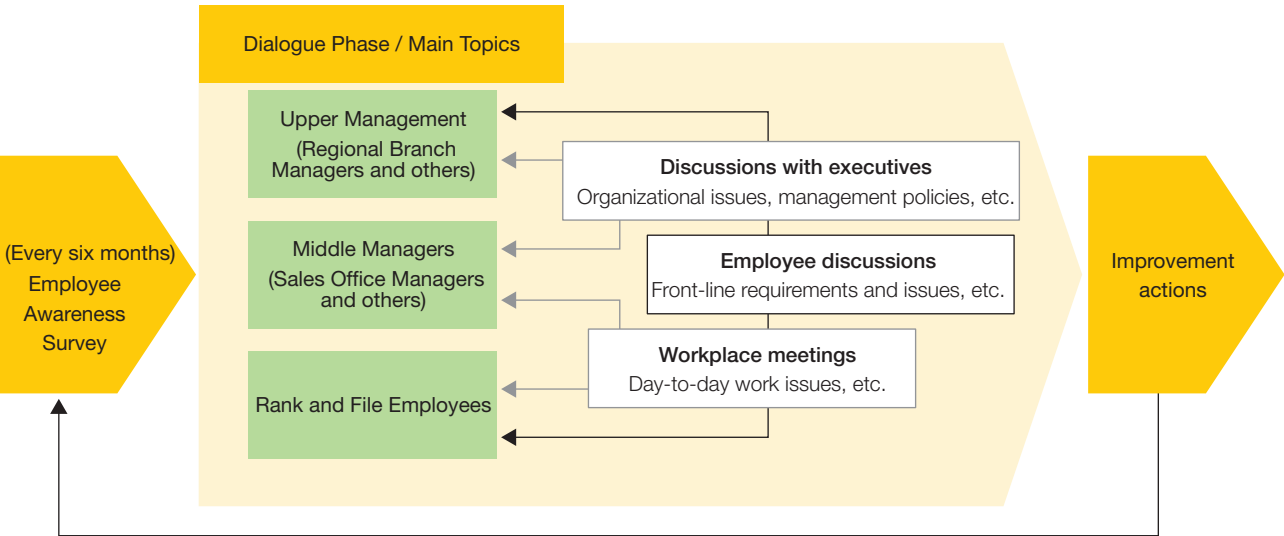 Dialogue Phase / Main Topics
Upper Management
(Regional Branch
Managers and others)
Discussions with executives
Organizational issues, management policies, etc.
Middle Managers
(Sales Office Managers
and others)
Employee discussions
Front-line requirements and issues, etc.
Workplace meetings
Day-to-day work issues, etc.
Rank and File Employees
(Every six months)
Employee
Awareness
Survey
Improvement
actions